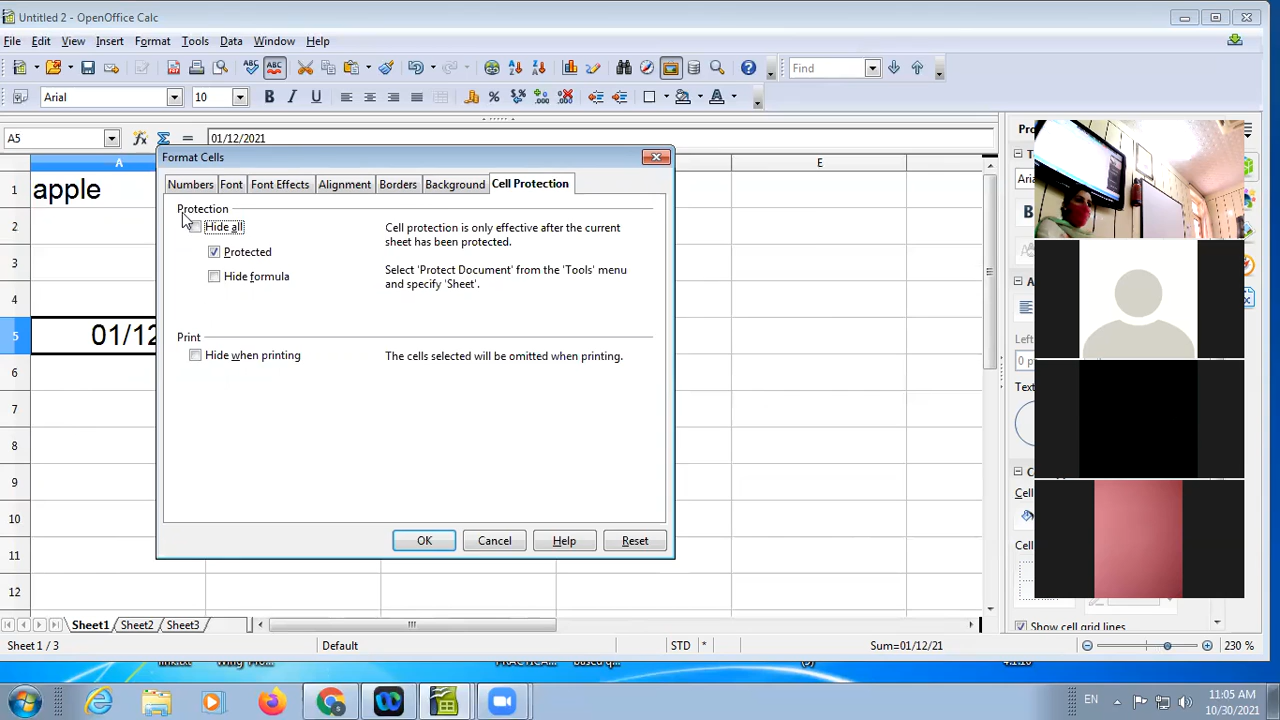 Untitled 2 - OpenOffice Calc
File Edit View Insert Format Tools Data Window Help
Find
Arial 10
A5 = 01/12/2021
A E
1 apple
2
3
4
5 01/12
6
7
8
9
10
11
12
Format Cells
Numbers Font Font Effects Alignment Borders Background Cell Protection
Protection
Hide all
Protected
Hide formula
Cell protection is only effective after the current
sheet has been protected.
Select 'Protect Document' from the 'Tools' menu
and specify 'Sheet'.
Print
Hide when printing
The cells selected will be omitted when printing.
OK Cancel Help Reset
Left
0 p
Text
Show cell grid lines
Sheet1 Sheet2 Sheet3
Sheet 1 / 3 Default STD * Sum=01/12/21 230 %
EN
11:05 AM
10/30/2021